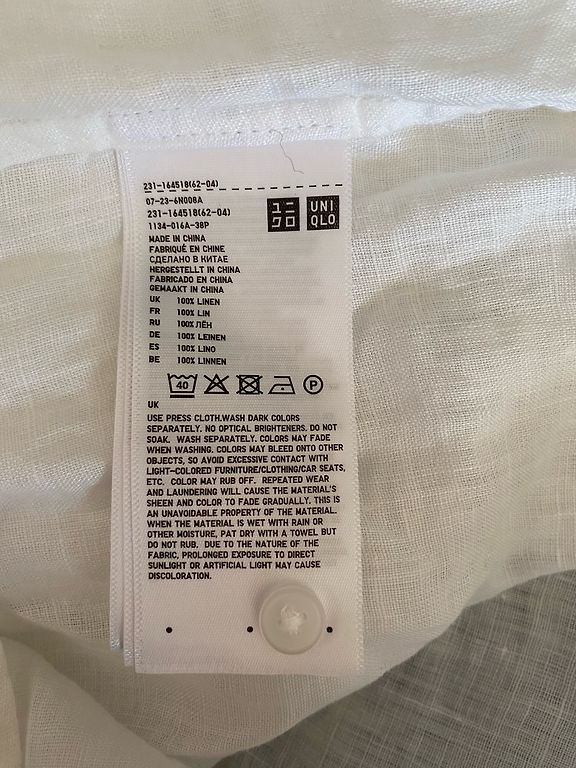 231-164518(62-04)
07-23-6N008A
231-164518(62-04)
1134-016A-38P
ユニ
クロ
UNI
QLO
MADE IN CHINA
FABRIQUÉ EN CHINE
СДЕЛАНО В КИТАЕ
HERGESTELLT IN CHINA
FABRICADO EN CHINA
GEMAAKT IN CHINA
UK 100% LINEN
FR 100% LIN
RU 100% ЛЁН
DE 100% LEINEN
ES 100% LINO
BE 100% LINNEN
40 P
UK
USE PRESS CLOTH.WASH DARK COLORS
SEPARATELY. NO OPTICAL BRIGHTENERS. DO NOT
SOAK. WASH SEPARATELY. COLORS MAY FADE
WHEN WASHING. COLORS MAY BLEED ONTO OTHER
OBJECTS, SO AVOID EXCESSIVE CONTACT WITH
LIGHT-COLORED FURNITURE/CLOTHING/CAR SEATS,
ETC. COLOR MAY RUB OFF. REPEATED WEAR
AND LAUNDERING WILL CAUSE THE MATERIAL'S
SHEEN AND COLOR TO FADE GRADUALLY. THIS IS
AN UNAVOIDABLE PROPERTY OF THE MATERIAL.
WHEN THE MATERIAL IS WET WITH RAIN OR
OTHER MOISTURE, PAT DRY WITH A TOWEL BUT
DO NOT RUB. DUE TO THE NATURE OF THE
FABRIC, PROLONGED EXPOSURE TO DIRECT
SUNLIGHT OR ARTIFICIAL LIGHT MAY CAUSE
DISCOLORATION.